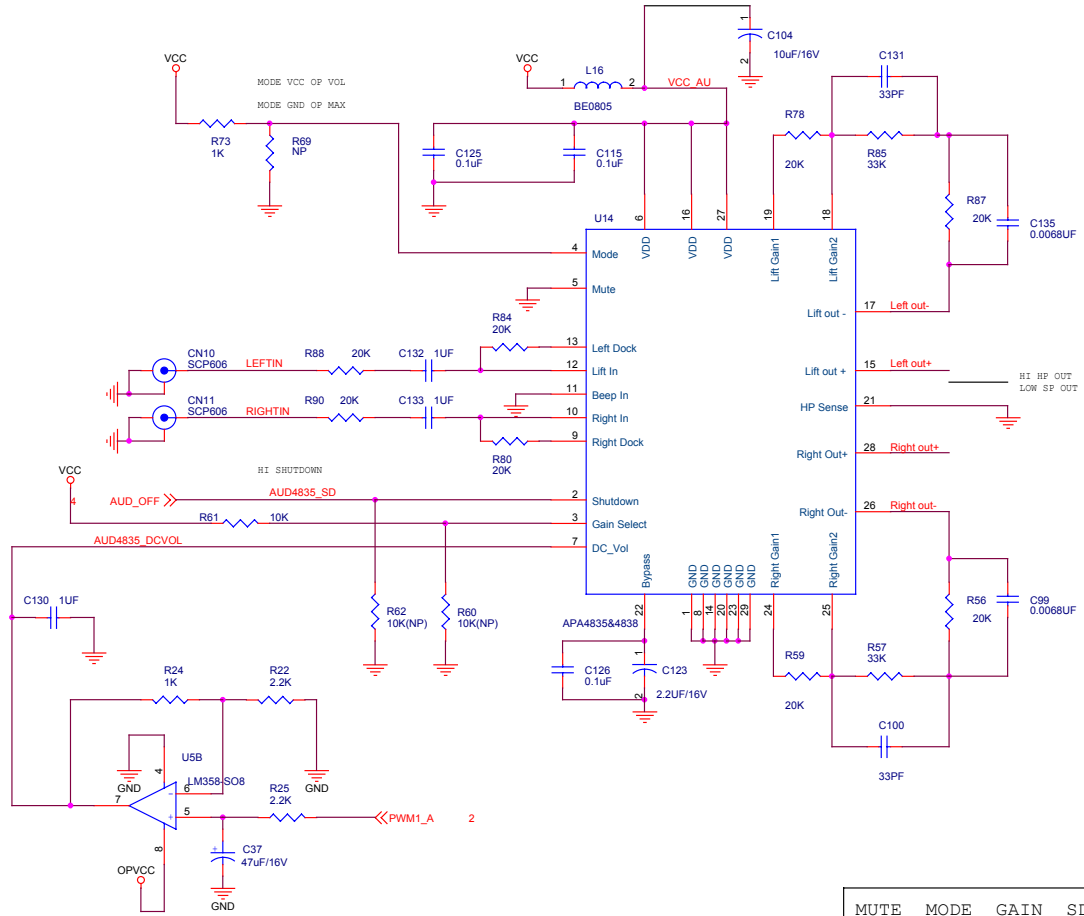 1
C104
10uF/16V
2
VCC
MODE VCC OP VOL
MODE GND OP MAX
R73
1K
R69
NP
VCC
1
L16
2
VCC_AU
BE0805
C125
0.1uF
C115
0.1uF
C131
33PF
R78
20K
R85
33K
R87
20K
C135
0.0068UF
U14
6
16
27
19
18
VDD
VDD
VDD
Lift Gain1
Lift Gain2
4
Mode
5
Mute
17
Left out-
Lift out -
R84
20K
13
Left Dock
CN10
SCP606
LEFTIN
R88
20K
C132
1UF
12
Lift In
15
Left out+
Lift out +
HI HP OUT
LOW SP OUT
11
Beep In
21
HP Sense
CN11
SCP606
RIGHTIN
R90
20K
C133
1UF
10
Right In
9
Right Dock
R80
20K
28
Right out+
Right Out+
VCC
HI SHUTDOWN
4
AUD_OFF
AUD4835_SD
2
Shutdown
26
Right out-
Right Out-
R61
10K
3
Gain Select
AUD4835_DCVOL
7
DC_Vol
Bypass
GND
GND
GND
GND
GND
GND
Right Gain1
Right Gain2
22
1
8
14
20
23
29
24
25
C130
1UF
R62
10K(NP)
R60
10K(NP)
APA4835&4838
R56
20K
C99
0.0068UF
C126
0.1uF
1
C123
2.2UF/16V
2
R59
20K
R57
33K
C100
33PF
R24
1K
R22
2.2K
GND
4
U5B
LM358-SO8
GND
6
7
5
8
R25
2.2K
PWM1_A
2
C37
47uF/16V
OPVCC
GND
MUTE MODE GAIN